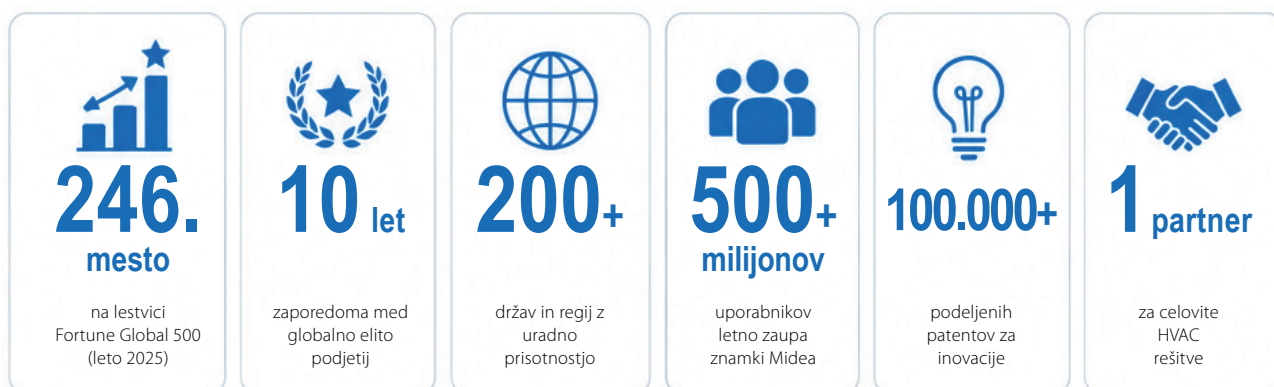 246.
mesto
na lestvici
Fortune Global 500
(leto 2025)
10 let
zaporedoma med
globalno elito
podjetij
200+
držav in regij z
uradno
prisotnostjo
500+
milijonov
uporabnikov
letno zaupa
znamki Midea
100.000+
podeljenih
patentov za
inovacije
1 partner
za celovite
HVAC
rešitve